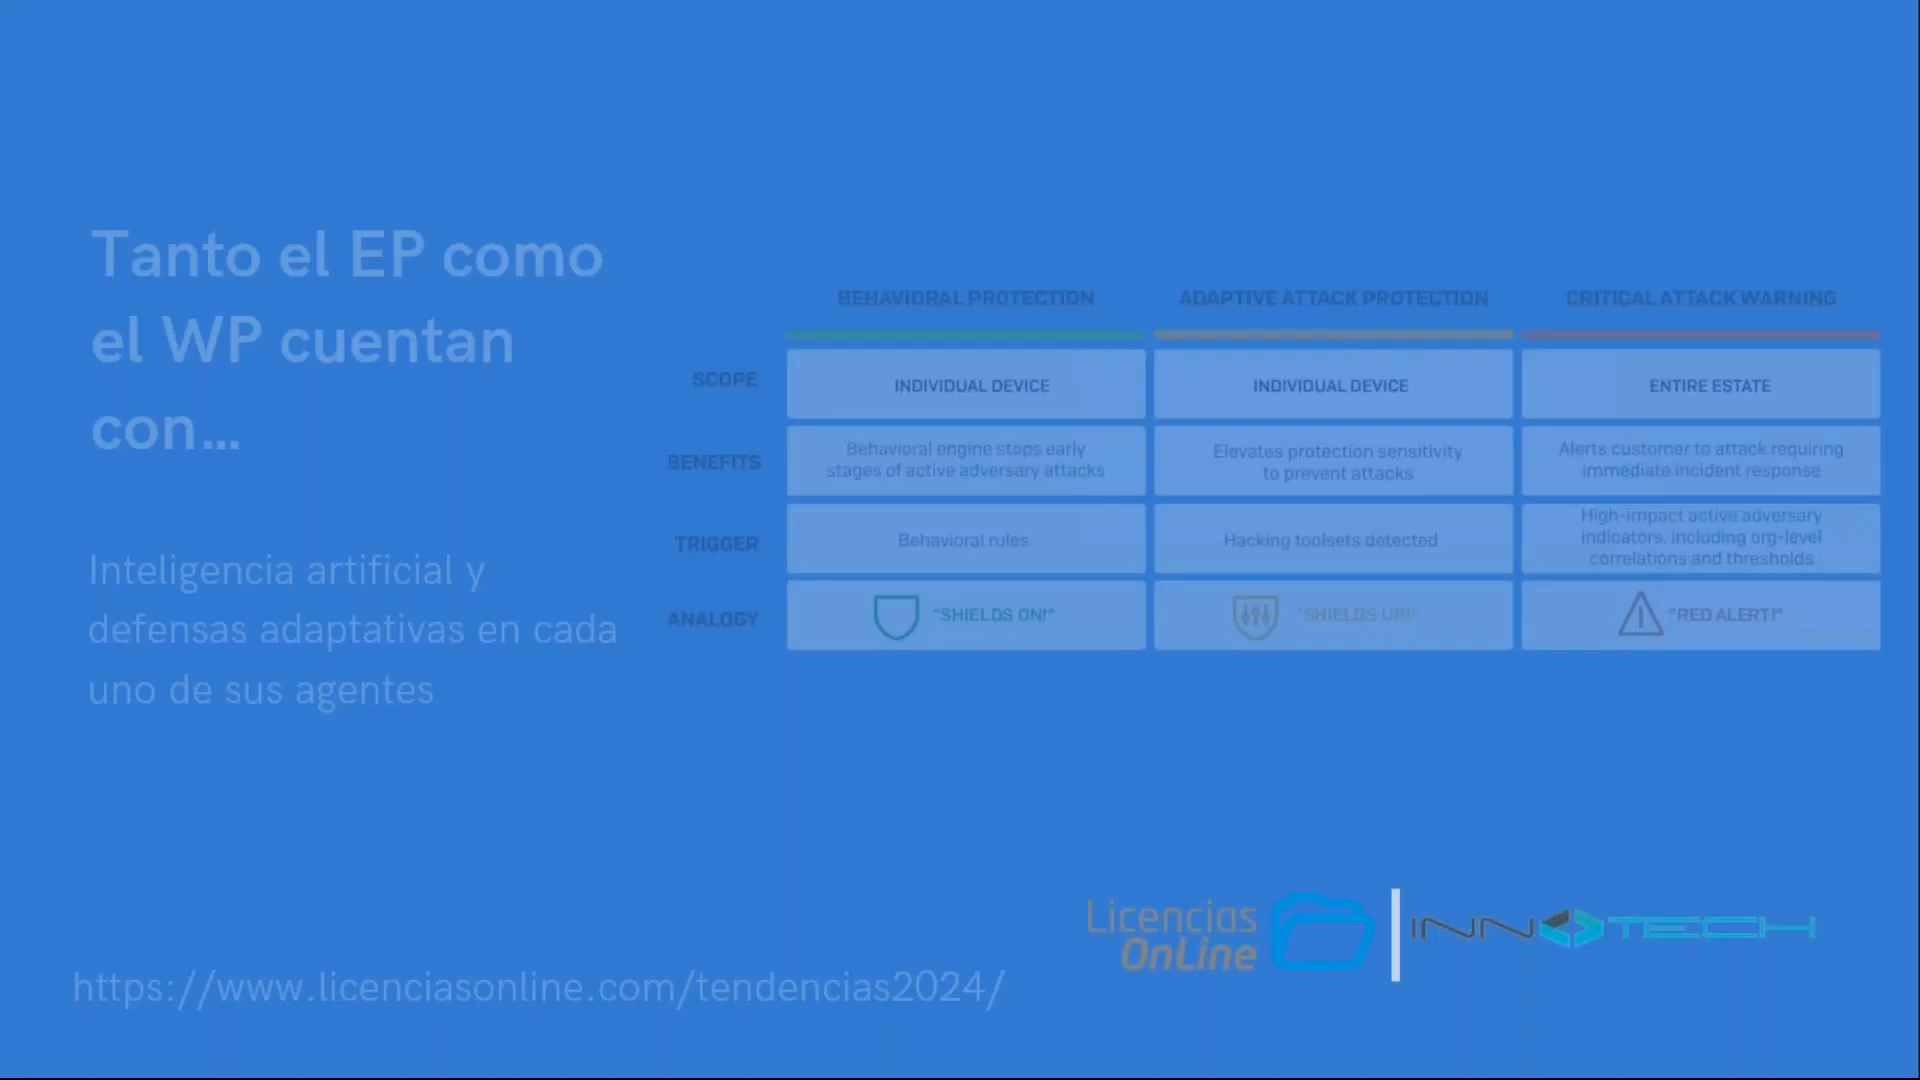 Tanto el EP como
el WP cuentan
con...
Inteligencia artificial y
defensas adaptativas en cada
uno de sus agentes
BEHAVIORAL PROTECTION
ADAPTIVE ATTACK PROTECTION
CRITICAL ATTACK WARNING
SCOPE
INDIVIDUAL DEVICE
INDIVIDUAL DEVICE
ENTIRE ESTATE
BENEFITS
Behavioral engine stops early
stages of active adversary attacks
Elevates protection sensitivity
to prevent attacks
Alerts customer to attack requiring
immediate incident response
TRIGGER
Behavioral rules
Hacking toolsets detected
High-impact active adversary
indicators, including org-level
correlations and thresholds
ANALOGY
"SHIELDS ON!"
"SHIELDS UP!"
"RED ALERT!"
Licencias
OnLine
INNOTECH
https://www.licenciasonline.com/tendencias2024/